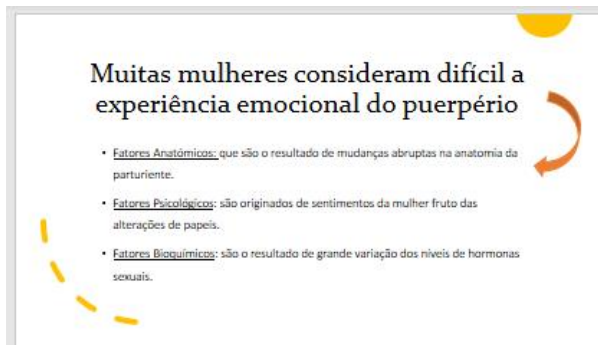 Muitas mulheres consideram difícil a
experiência emocional do puerpério
• Fatores Anatómicos: que são o resultado de mudanças abruptas na anatomia da
parturiente.
• Fatores Psicológicos: são originados de sentimentos da mulher fruto das
alterações de papeis.
• Fatores Bioquímicos: são o resultado de grande variação dos niveis de hormonas
sexuais.